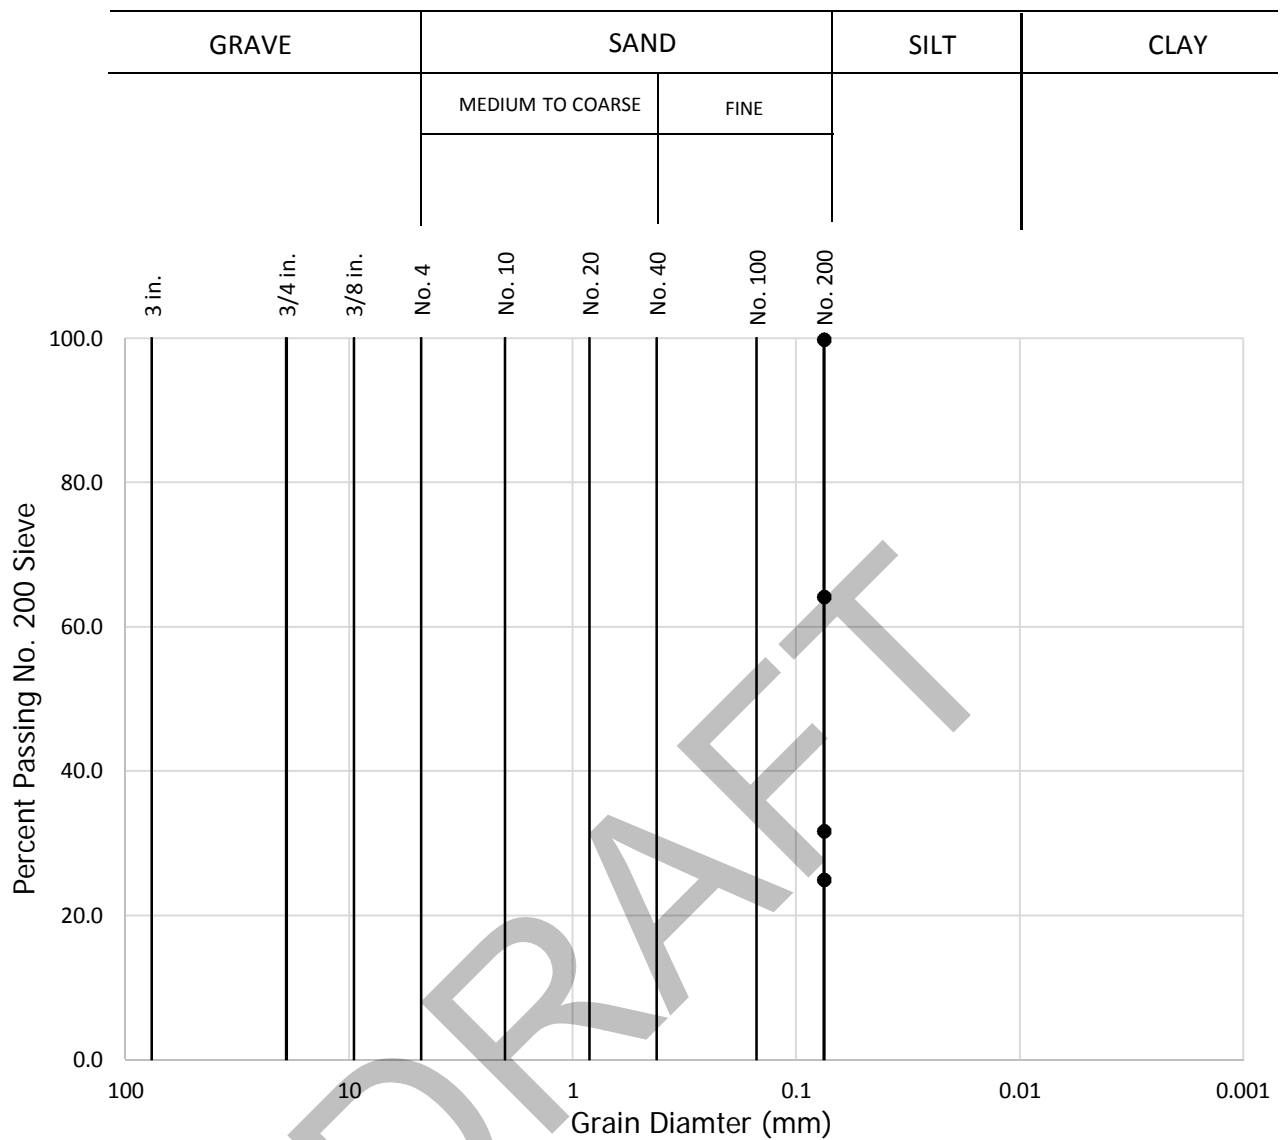 GRAVE SAND SILT CLAY
MEDIUM TO COARSE FINE
3 in. 3/4 in. 3/8 in. No. 4 No. 10 No. 20 No. 40 No. 100 No. 200
100.0
80.0
60.0
40.0
20.0
0.0
Percent Passing No. 200 Sieve
100 10 1 0.1 0.01 0.001
Grain Diamter (mm)
DRAFT